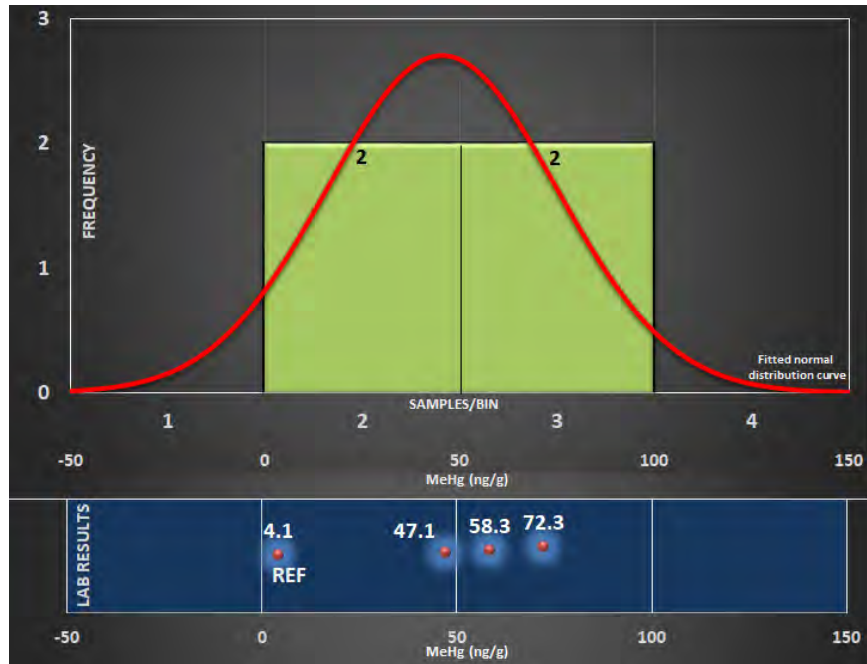 3
2
1
0
FREQUENCY
2
2
Fitted normal
distribution curve
SAMPLES/BIN
1 2 3 4
-50 0 50 100 150
MeHg (ng/g)
LAB RESULTS
4.1 47.1 58.3 72.3
REF
-50 0 50 100 150
MeHg (ng/g)